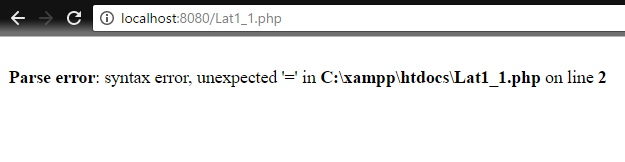 localhost:8080/Lat1_1.php
Parse error: syntax error, unexpected '=' in C:\xampp\htdocs\Lat1_1.php on line 2